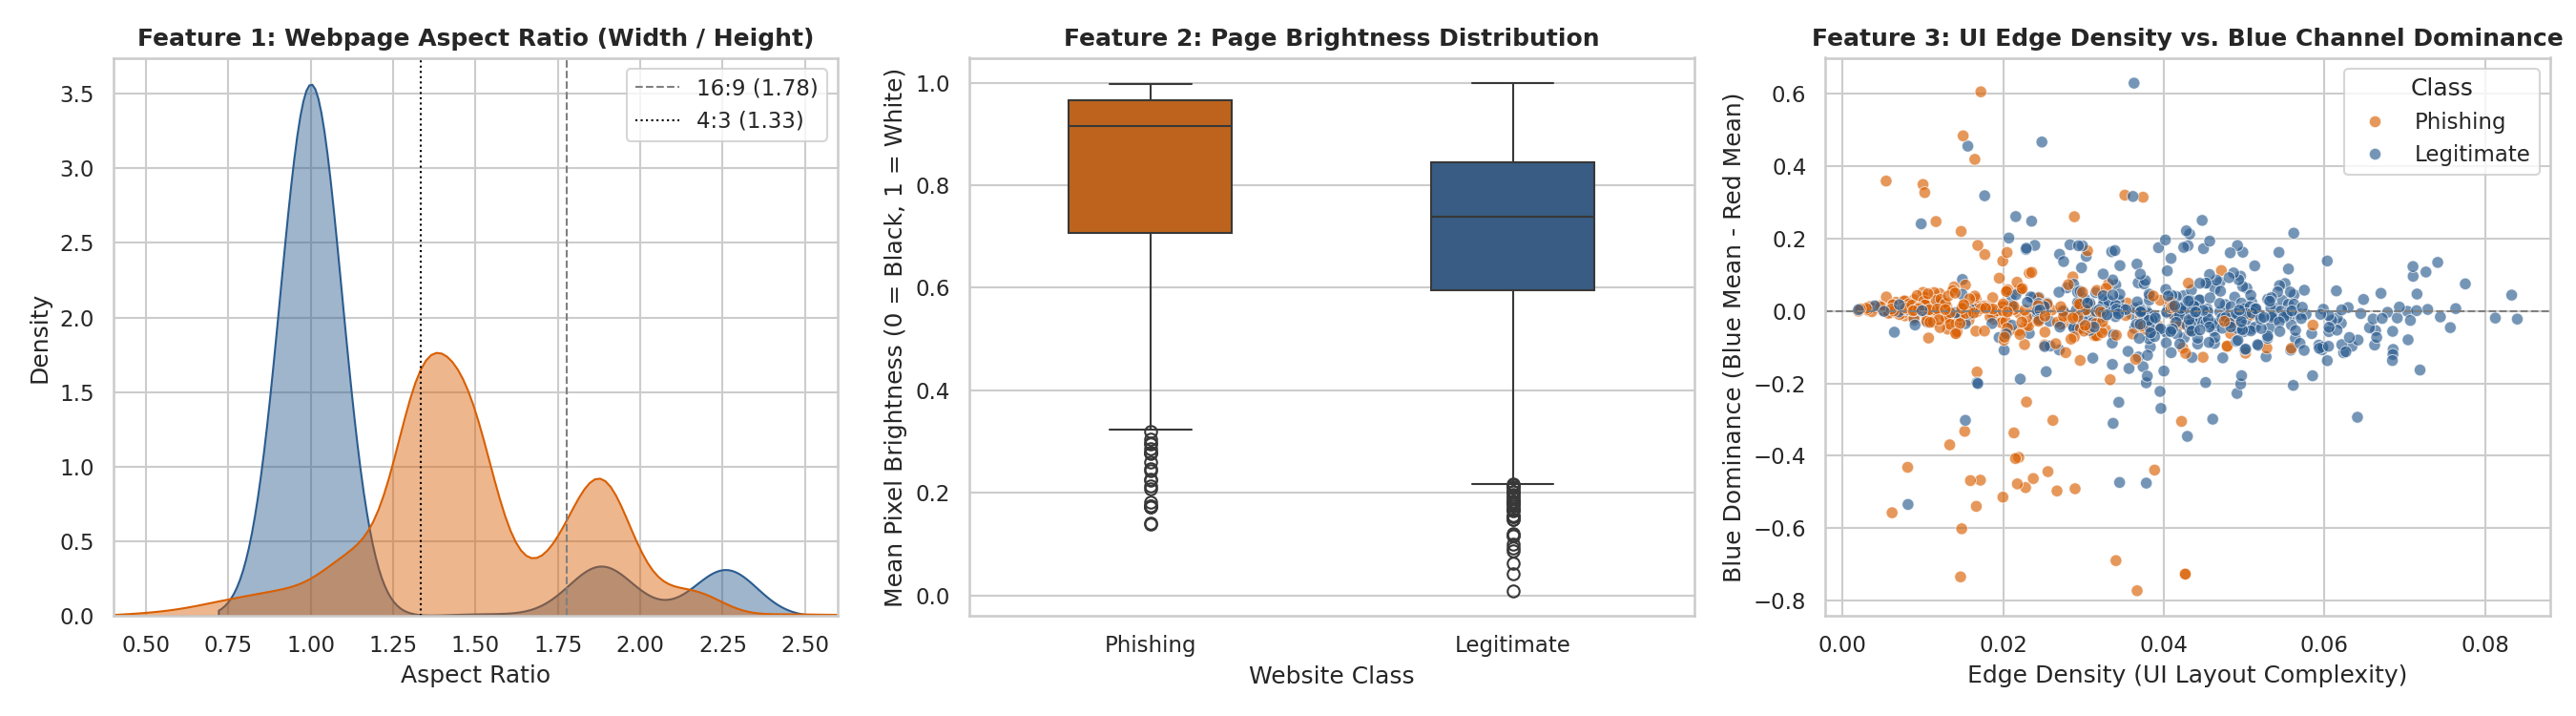 Feature 1: Webpage Aspect Ratio (Width / Height)
16:9 (1.78)
4:3 (1.33)
Density
3.5
3.0
2.5
2.0
1.5
1.0
0.5
0.0
0.50 0.75 1.00 1.25 1.50 1.75 2.00 2.25 2.50
Aspect Ratio
Feature 2: Page Brightness Distribution
Mean Pixel Brightness (0 = Black, 1 = White)
1.0
0.8
0.6
0.4
0.2
0.0
Phishing Legitimate
Website Class
Feature 3: UI Edge Density vs. Blue Channel Dominance
Class
Phishing
Legitimate
Blue Dominance (Blue Mean - Red Mean)
0.6
0.4
0.2
0.0
−0.2
−0.4
−0.6
−0.8
0.00 0.02 0.04 0.06 0.08
Edge Density (UI Layout Complexity)